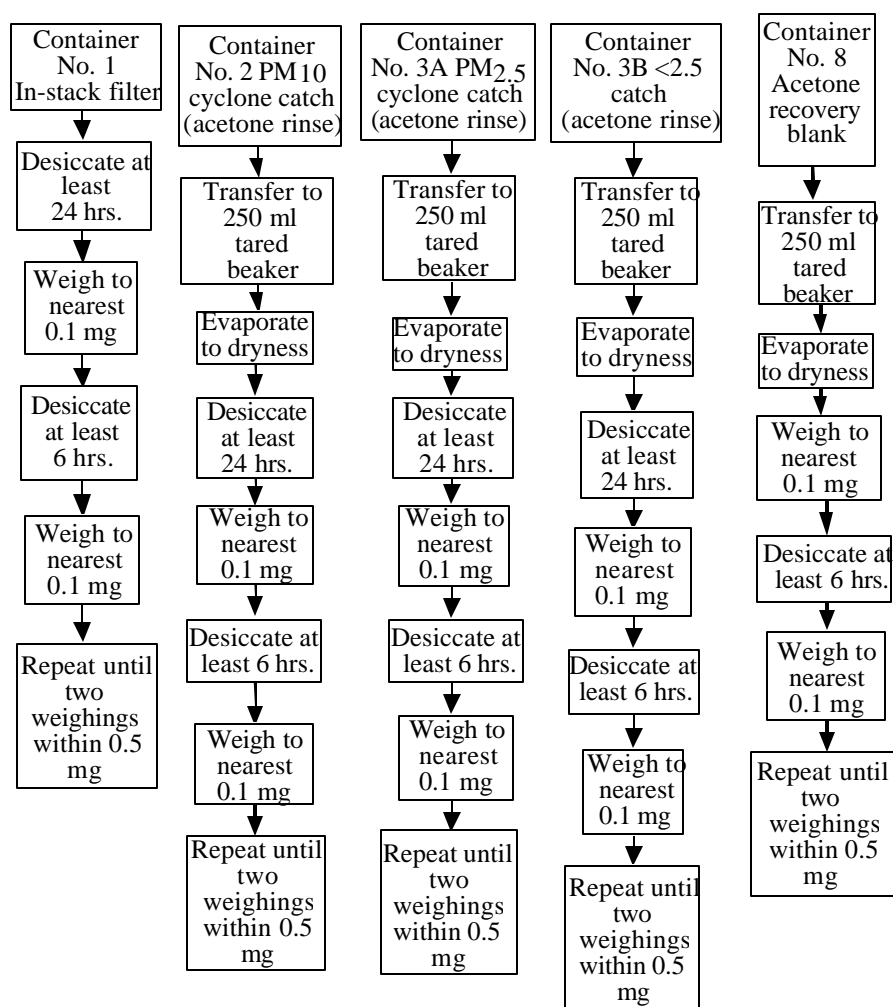 Container
No. 1
In-stack filter
Desiccate at
least
24 hrs.
Weigh to
nearest
0.1 mg
Desiccate
at least
6 hrs.
Weigh to
nearest
0.1 mg
Repeat until
two
weighings
within 0.5
mg
Container
No. 2 PM10
cyclone catch
(acetone rinse)
Transfer to
250 ml
tared
beaker
Evaporate
to dryness
Desiccate
at least
24 hrs.
Weigh to
nearest
0.1 mg
Desiccate at
least 6 hrs.
Weigh to
nearest
0.1 mg
Repeat until
two
weighings
within 0.5
mg
Container
No. 3A PM2.5
cyclone catch
(acetone rinse)
Transfer to
250 ml
tared
beaker
Evaporate
to dryness
Desiccate
at least
24 hrs.
Weigh to
nearest
0.1 mg
Desiccate at
least 6 hrs.
Weigh to
nearest
0.1 mg
Repeat until
two
weighings
within 0.5
mg
Container
No. 3B <2.5
catch
(acetone rinse)
Transfer to
250 ml
tared
beaker
Evaporate
to dryness
Desiccate
at least
24 hrs.
Weigh to
nearest
0.1 mg
Desiccate at
least 6 hrs.
Weigh to
nearest
0.1 mg
Repeat until
two
weighings
within 0.5
mg
Container
No. 8
Acetone
recovery
blank
Transfer to
250 ml
tared
beaker
Evaporate
to dryness
Weigh to
nearest
0.1 mg
Desiccate at
least 6 hrs.
Weigh to
nearest
0.1 mg
Repeat until
two
weighings
within 0.5
mg